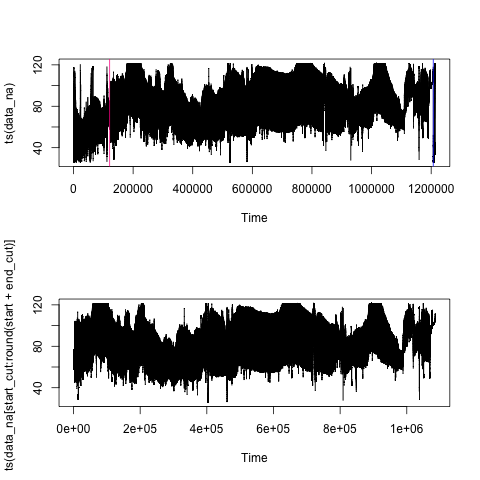 ts(data_na)
120
80
40
0 200000 400000 600000 800000 1000000 1200000
Time
ts(data_na[start_cut:round(start + end_cut)]
120
80
40
0e+00 2e+05 4e+05 6e+05 8e+05 1e+06
Time